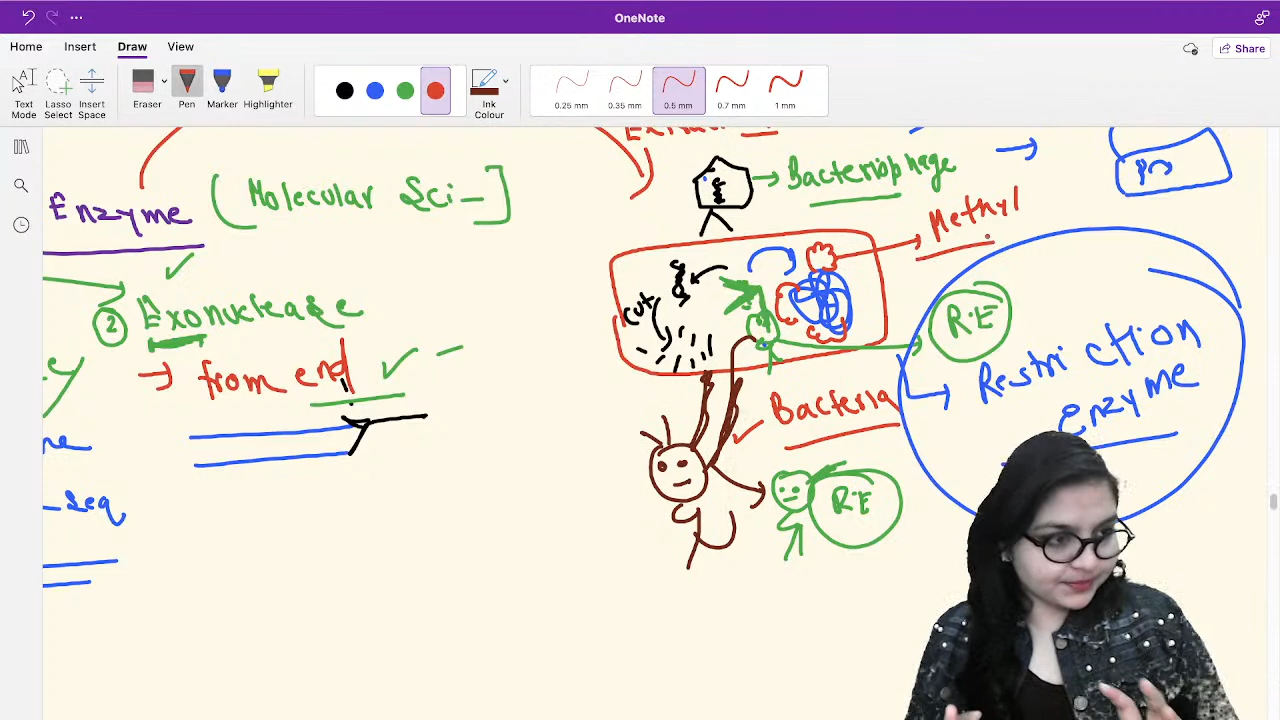 OneNote
Home Insert Draw View
Share
Text Mode
Lasso Select
Insert Space
Eraser
Pen
Marker
Highlighter
Ink Colour
0.25 mm
0.35 mm
0.5 mm
0.7 mm
1 mm
Enzyme
(Molecular Sci-]
② Exonuclease
→ from end
Seq
→ Bacteriophage
Methyl
cut
R.E
Restriction
Enzyme
Bacteria
R.E